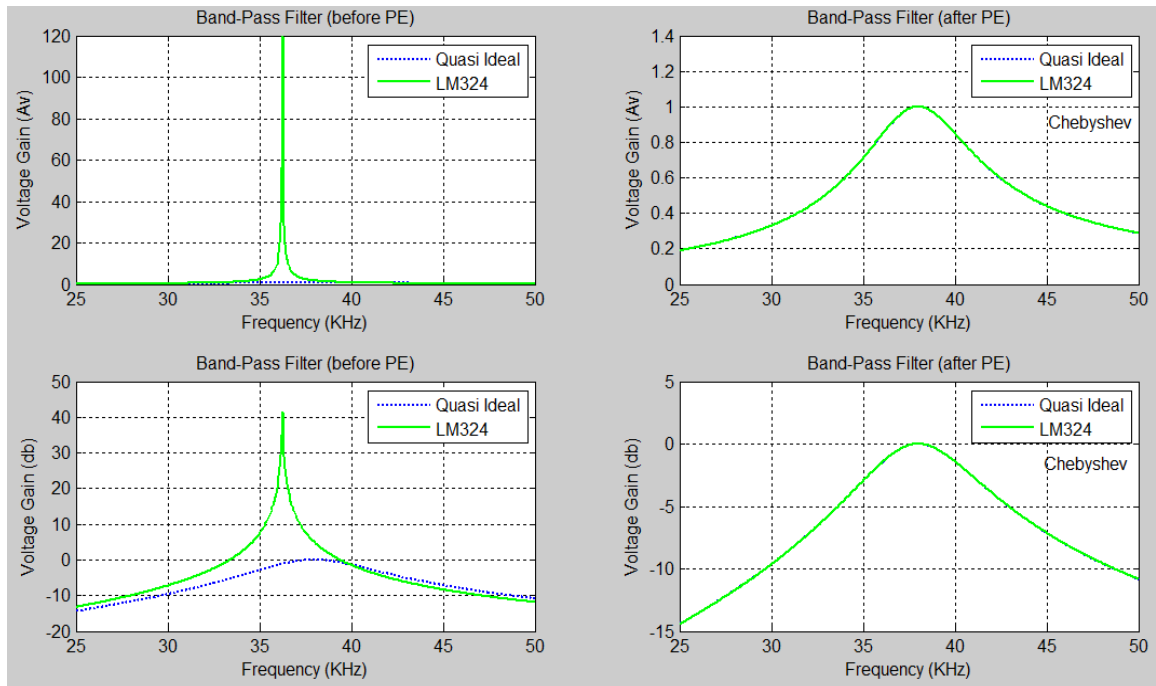 Band-Pass Filter (before PE)
Voltage Gain (Av)
120
100
80
60
40
20
0
Quasi Ideal
LM324
25 30 35 40 45 50
Frequency (KHz)
Band-Pass Filter (after PE)
Voltage Gain (Av)
1.4
1.2
1
0.8
0.6
0.4
0.2
0
Quasi Ideal
LM324
Chebyshev
25 30 35 40 45 50
Frequency (KHz)
Band-Pass Filter (before PE)
Voltage Gain (db)
50
40
30
20
10
0
-10
-20
Quasi Ideal
LM324
25 30 35 40 45 50
Frequency (KHz)
Band-Pass Filter (after PE)
Voltage Gain (db)
5
0
-5
-10
-15
Quasi Ideal
LM324
Chebyshev
25 30 35 40 45 50
Frequency (KHz)